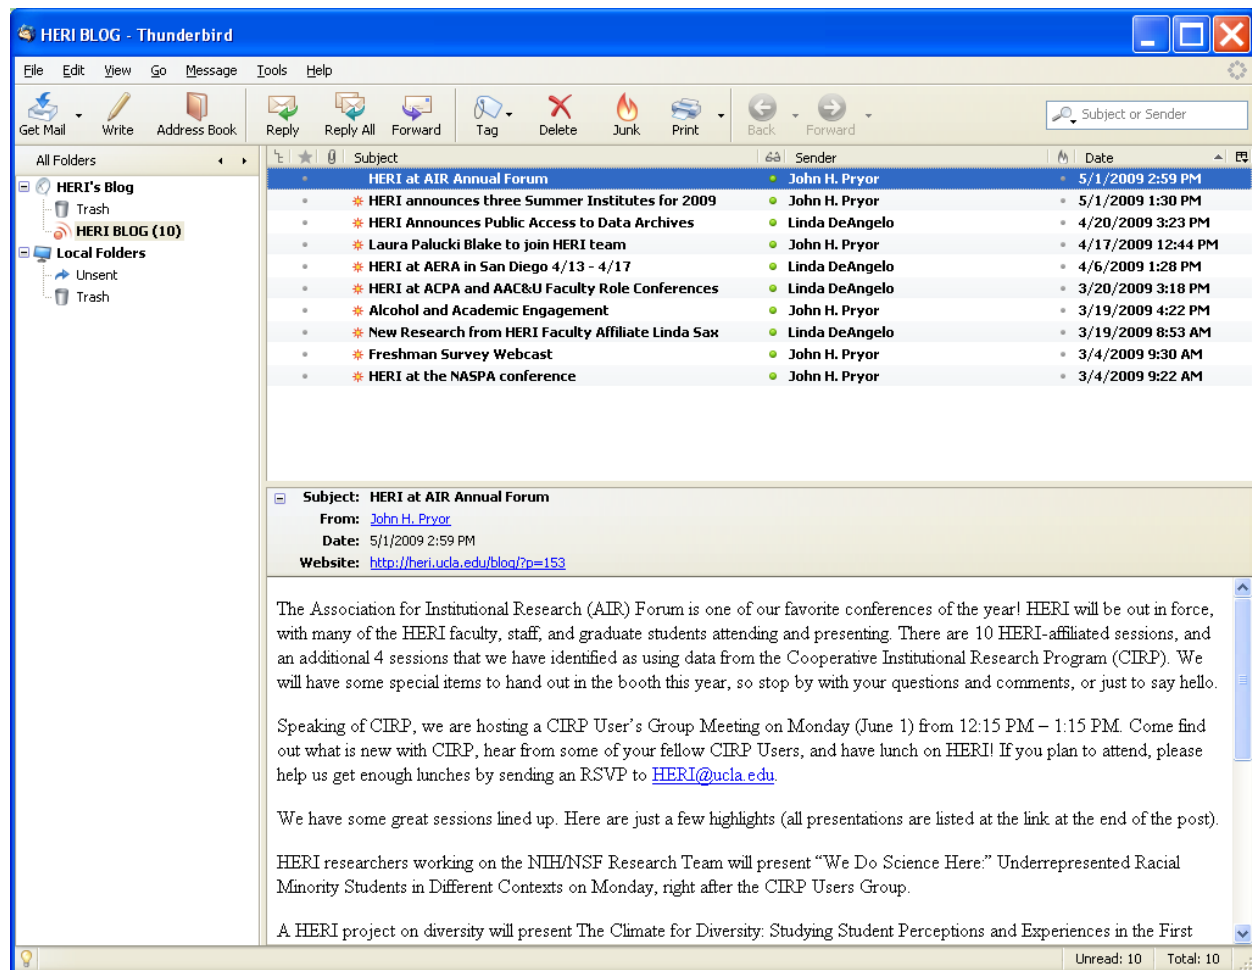 HERI BLOG - Thunderbird
File Edit View Go Message Tools Help
Get Mail Write Address Book Reply Reply All Forward Tag Delete Junk Print Back Forward Subject or Sender
All Folders
HERI's Blog
Trash
HERI BLOG (10)
Local Folders
Unsent
Trash
Subject Sender Date
HERI at AIR Annual Forum John H. Pryor 5/1/2009 2:59 PM
HERI announces three Summer Institutes for 2009 John H. Pryor 5/1/2009 1:30 PM
HERI Announces Public Access to Data Archives Linda DeAngelo 4/20/2009 3:23 PM
Laura Palucki Blake to join HERI team John H. Pryor 4/17/2009 12:44 PM
HERI at AERA in San Diego 4/13 - 4/17 Linda DeAngelo 4/6/2009 1:28 PM
HERI at ACPA and AAC&U Faculty Role Conferences Linda DeAngelo 3/20/2009 3:18 PM
Alcohol and Academic Engagement John H. Pryor 3/19/2009 4:22 PM
New Research from HERI Faculty Affiliate Linda Sax Linda DeAngelo 3/19/2009 8:53 AM
Freshman Survey Webcast John H. Pryor 3/4/2009 9:30 AM
HERI at the NASPA conference John H. Pryor 3/4/2009 9:22 AM
Subject: HERI at AIR Annual Forum
From: John H. Pryor
Date: 5/1/2009 2:59 PM
Website: http://heri.ucla.edu/blog/?p=153
The Association for Institutional Research (AIR) Forum is one of our favorite conferences of the year! HERI will be out in force,
with many of the HERI faculty, staff, and graduate students attending and presenting. There are 10 HERI-affiliated sessions, and
an additional 4 sessions that we have identified as using data from the Cooperative Institutional Research Program (CIRP). We
will have some special items to hand out in the booth this year, so stop by with your questions and comments, or just to say hello.
Speaking of CIRP, we are hosting a CIRP User’s Group Meeting on Monday (June 1) from 12:15 PM – 1:15 PM. Come find
out what is new with CIRP, hear from some of your fellow CIRP Users, and have lunch on HERI! If you plan to attend, please
help us get enough lunches by sending an RSVP to HERI@ucla.edu.
We have some great sessions lined up. Here are just a few highlights (all presentations are listed at the link at the end of the post).
HERI researchers working on the NIH/NSF Research Team will present “We Do Science Here:” Underrepresented Racial
Minority Students in Different Contexts on Monday, right after the CIRP Users Group.
A HERI project on diversity will present The Climate for Diversity: Studying Student Perceptions and Experiences in the First
Unread: 10 Total: 10